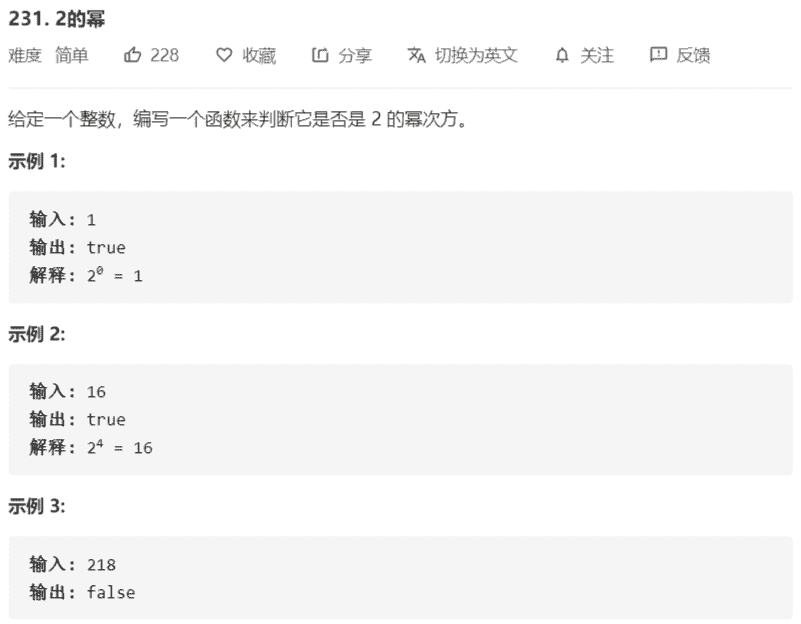 231. 2的幂
难度 简单 228 收藏 分享 切换为英文 关注 反馈
给定一个整数，编写一个函数来判断它是否是 2 的幂次方。
示例 1:
输入: 1
输出: true
解释: 2⁰ = 1
示例 2:
输入: 16
输出: true
解释: 2⁴ = 16
示例 3:
输入: 218
输出: false